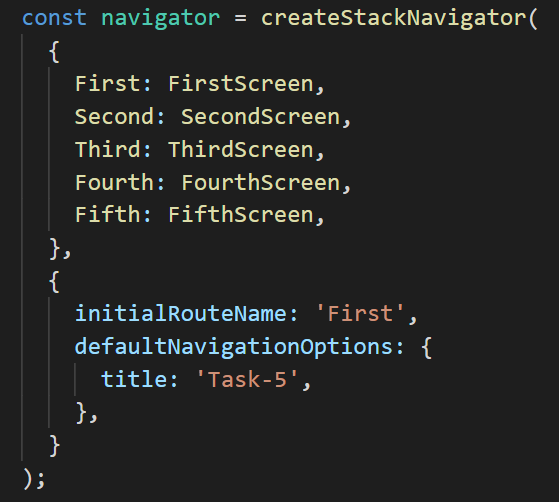 const navigator = createStackNavigator(
  {
    First: FirstScreen,
    Second: SecondScreen,
    Third: ThirdScreen,
    Fourth: FourthScreen,
    Fifth: FifthScreen,
  },
  {
    initialRouteName: 'First',
    defaultNavigationOptions: {
      title: 'Task-5',
    },
  }
);